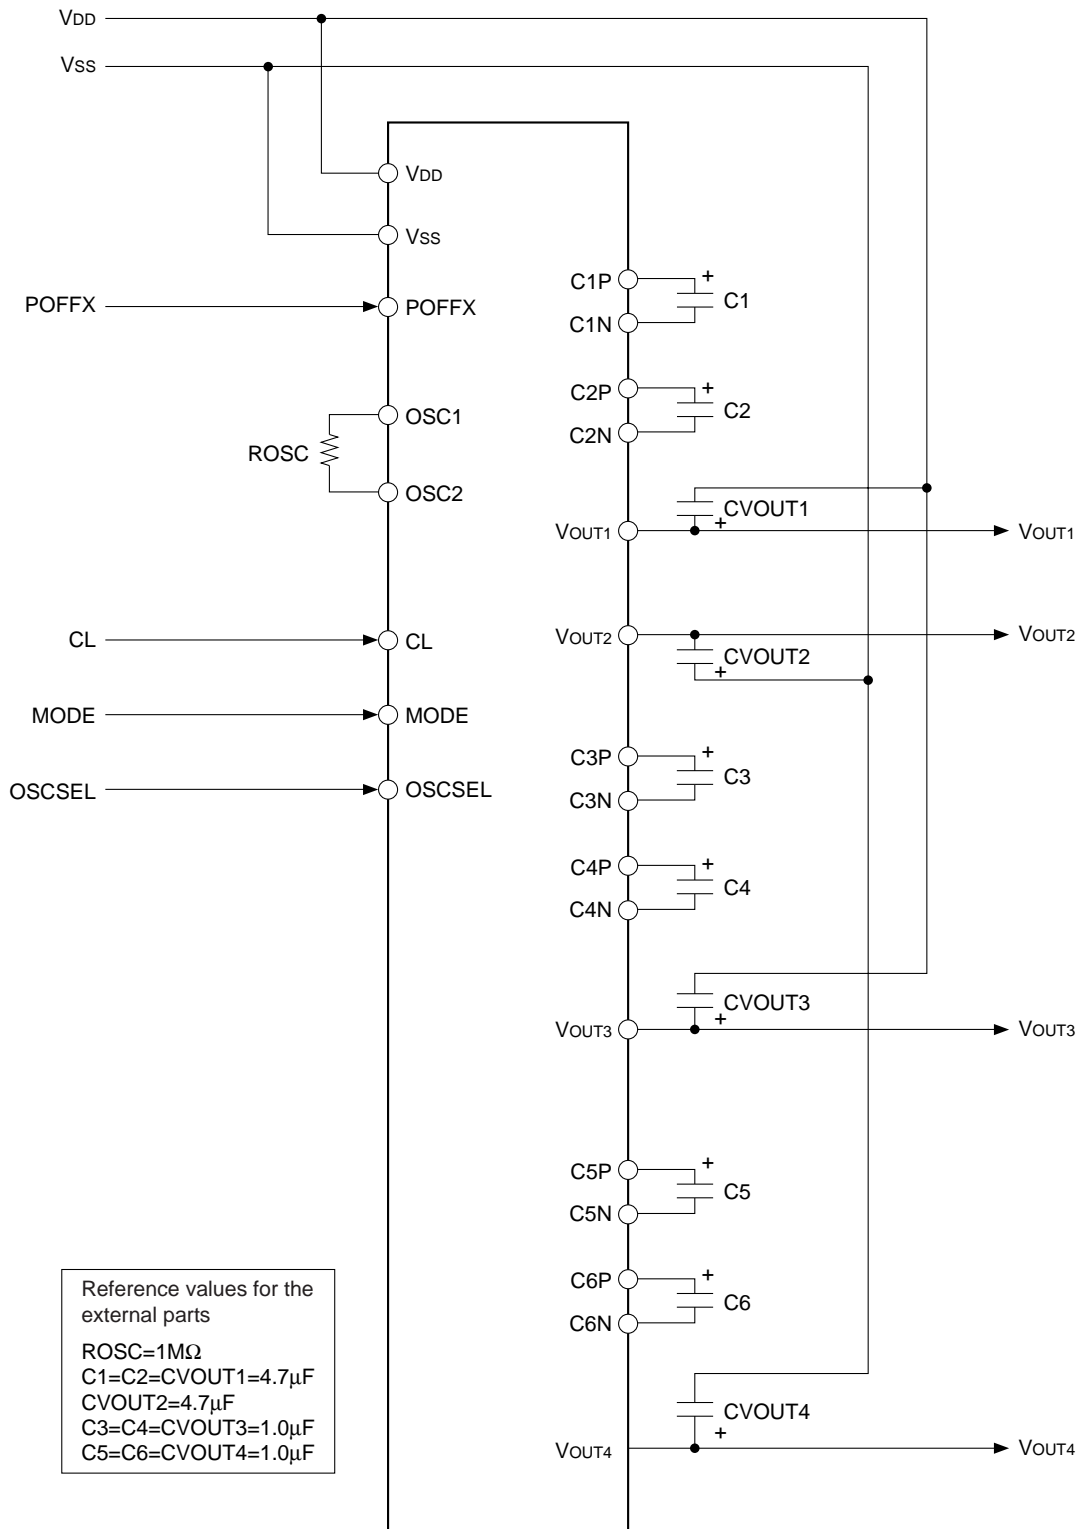 VDD
VSS
VDD
VSS
POFFX
POFFX
C1P
+
C1
C1N
C2P
+
C2
C2N
OSC1
ROSC
OSC2
CVOUT1
+
VOUT1
VOUT1
VOUT2
VOUT2
CVOUT2
+
CL
CL
MODE
MODE
OSCSEL
OSCSEL
C3P
+
C3
C3N
C4P
+
C4
C4N
CVOUT3
+
VOUT3
VOUT3
C5P
+
C5
C5N
C6P
+
C6
C6N
CVOUT4
+
VOUT4
VOUT4
Reference values for the
external parts
ROSC=1MΩ
C1=C2=CVOUT1=4.7μF
CVOUT2=4.7μF
C3=C4=CVOUT3=1.0μF
C5=C6=CVOUT4=1.0μF